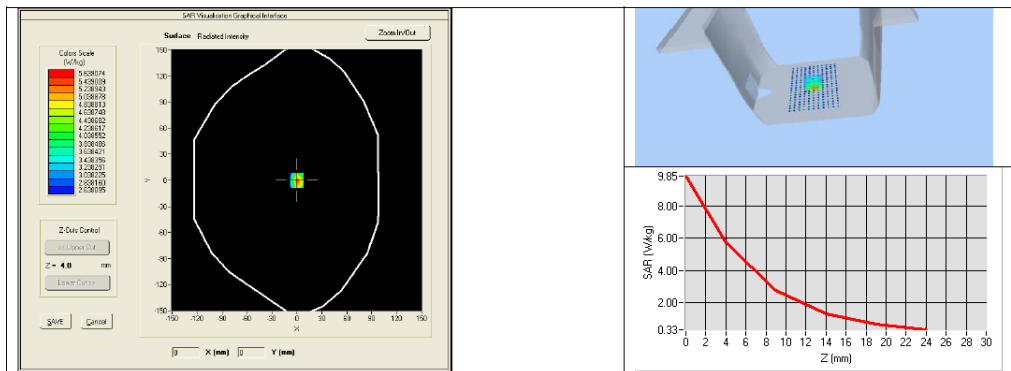 SAR Visualisation Graphical Interface
Surface Radiated Intensity
Zoom In/Out
Colors Scale
(W/kg)
5.639074
5.439009
5.238943
5.038878
4.838813
4.638748
4.438682
4.238617
4.038552
3.838486
3.638421
3.438356
3.238291
3.038225
2.838160
2.638095
150
120
90
60
30
0
-30
-60
-90
-120
-150
Y
-150 -120 -90 -60 -30 0 30 60 90 120 150
X
Z-Cuts Control
<< Upper Cut
Z = 4.0 mm
Lower Cut >>
SAVE Cancel
0 X (mm) 0 Y (mm)
9.85
8.00
6.00
4.00
2.00
0.33
SAR (W/kg)
0 2 4 6 8 10 12 14 16 18 20 22 24 26 28 30
Z (mm)